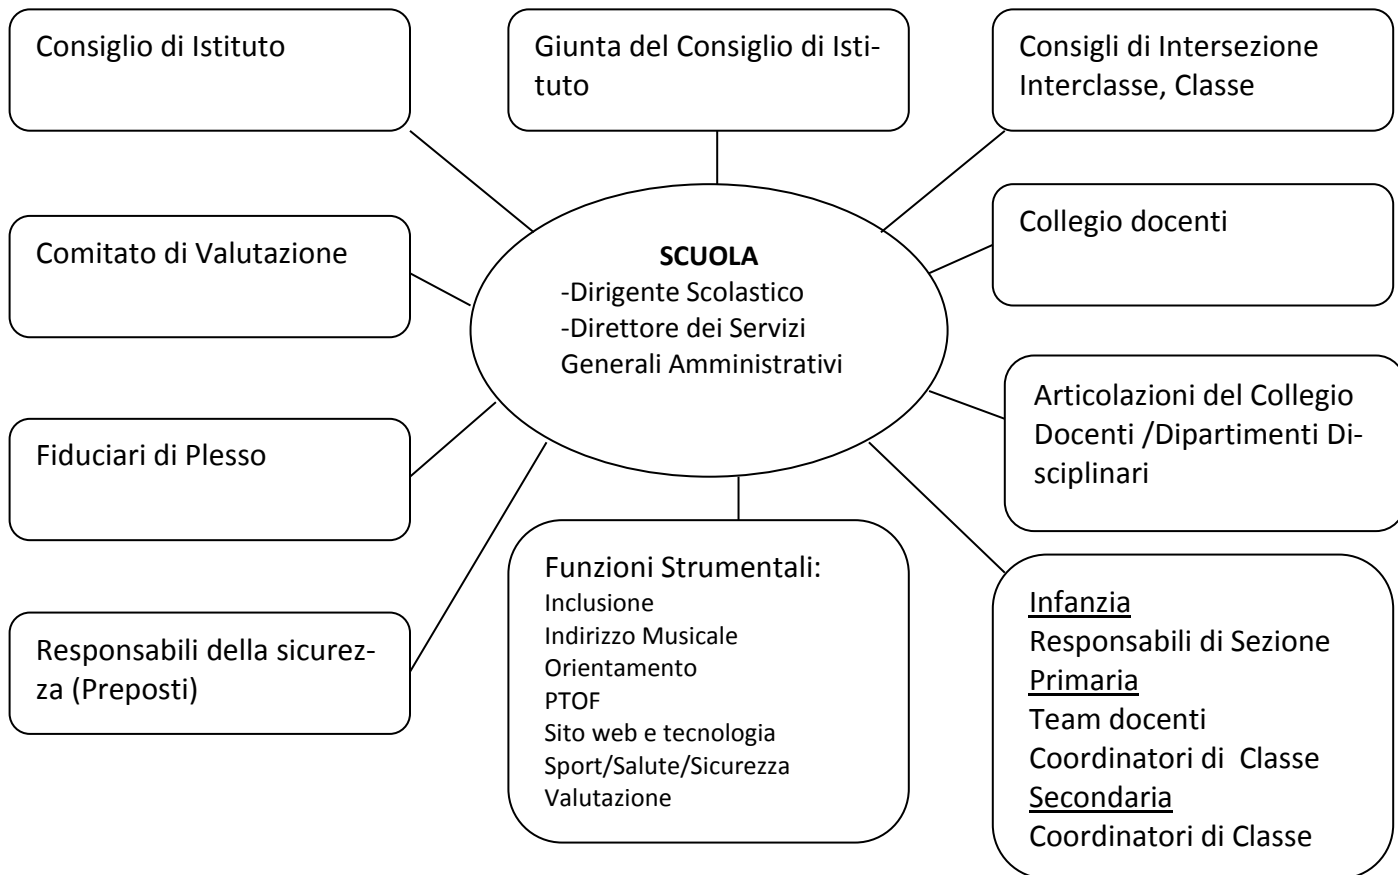 Consiglio di Istituto
Giunta del Consiglio di Isti-
tuto
Consigli di Intersezione
Interclasse, Classe
Comitato di Valutazione
SCUOLA
-Dirigente Scolastico
-Direttore dei Servizi
Generali Amministrativi
Collegio docenti
Fiduciari di Plesso
Articolazioni del Collegio
Docenti /Dipartimenti Di-
sciplinari
Responsabili della sicurez-
za (Preposti)
Funzioni Strumentali:
Inclusione
Indirizzo Musicale
Orientamento
PTOF
Sito web e tecnologia
Sport/Salute/Sicurezza
Valutazione
Infanzia
Responsabili di Sezione
Primaria
Team docenti
Coordinatori di  Classe
Secondaria
Coordinatori di Classe